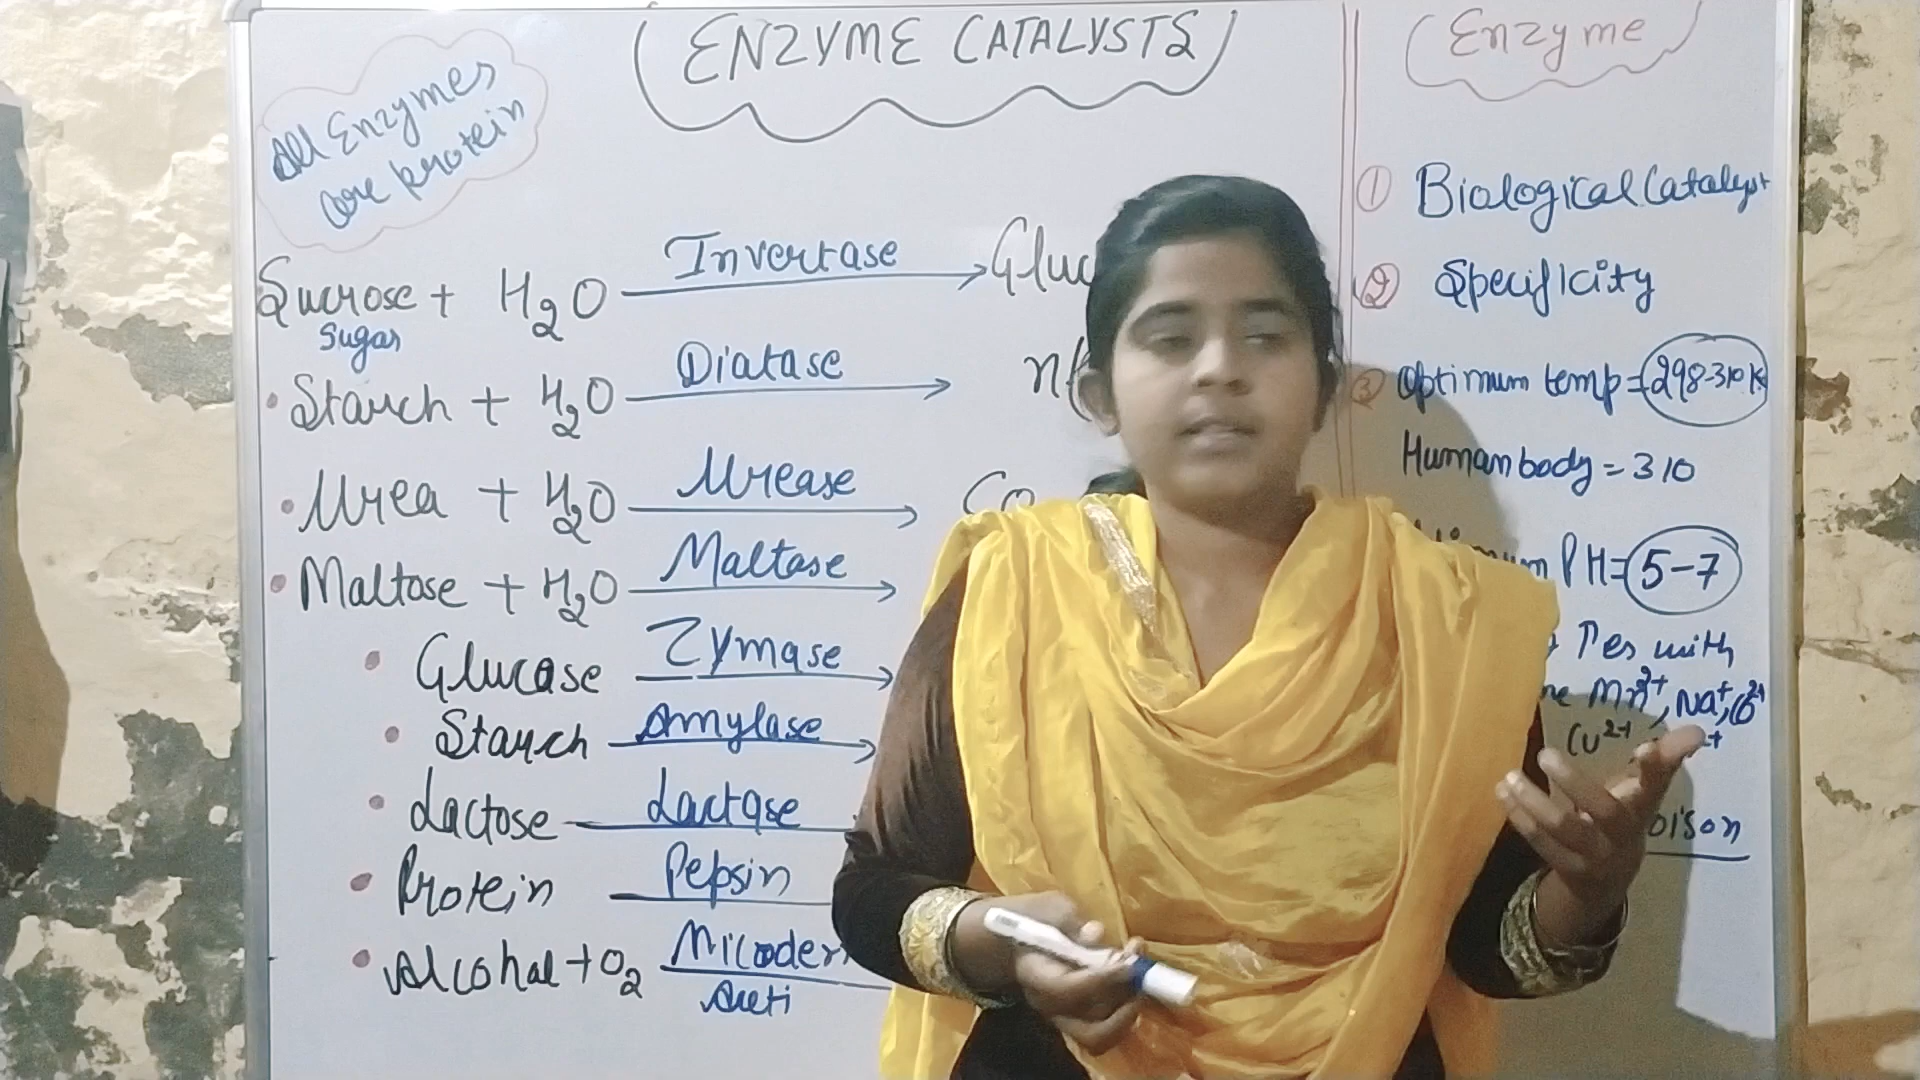 ENZYME CATALYSTS
All Enzymes
are protein
Sucrose + H2O Invertase Gluc
Sugar
Starch + H2O Diatase n(
Urea + H2O Urease CO
Maltose + H2O Maltase
Glucose Zymase
Starch Amylase
Lactose Lactase
Protein Pepsin
Alcohal + O2 Micoder
Aceti
Enzyme
① Biological Catalyst
② Specificity
③ Optimum temp = 298-310 K
Human body = 310
PH = 5-7
with
Mn2+, Na+,
Cu2+
oison